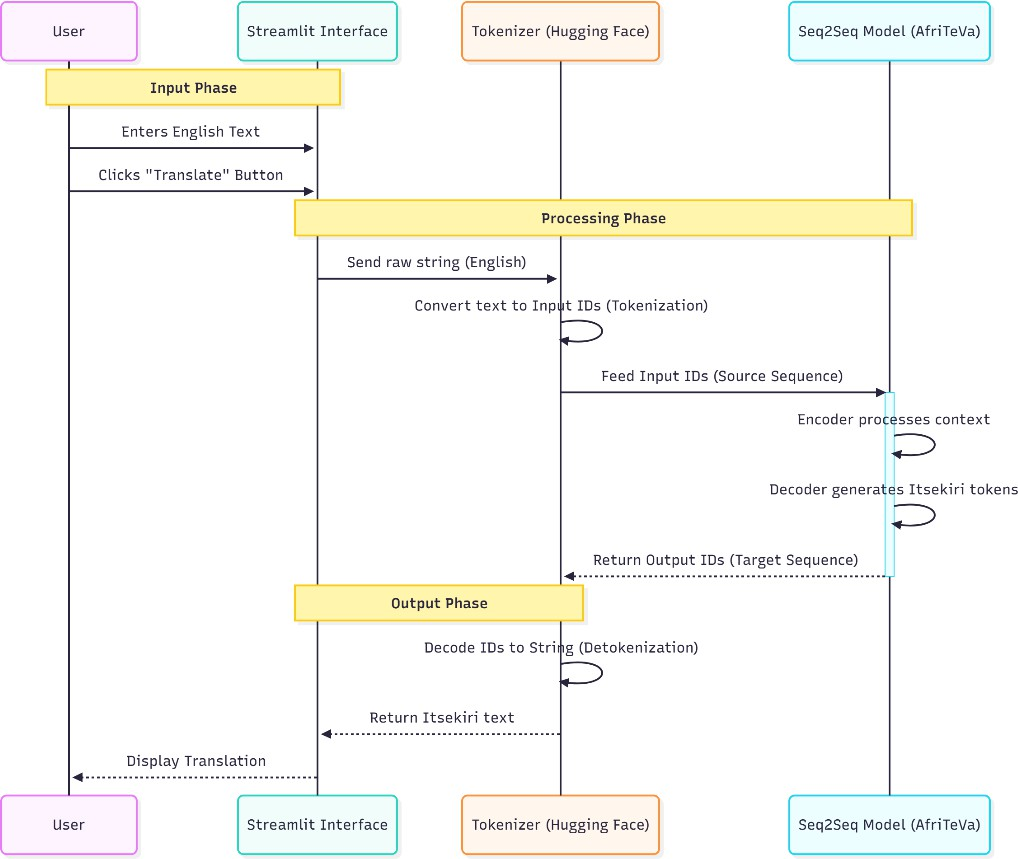 User
Streamlit Interface
Tokenizer (Hugging Face)
Seq2Seq Model (AfriTeVa)
Input Phase
Enters English Text
Clicks "Translate" Button
Processing Phase
Send raw string (English)
Convert text to Input IDs (Tokenization)
Feed Input IDs (Source Sequence)
Encoder processes context
Decoder generates Itsekiri tokens
Return Output IDs (Target Sequence)
Output Phase
Decode IDs to String (Detokenization)
Return Itsekiri text
Display Translation
User
Streamlit Interface
Tokenizer (Hugging Face)
Seq2Seq Model (AfriTeVa)